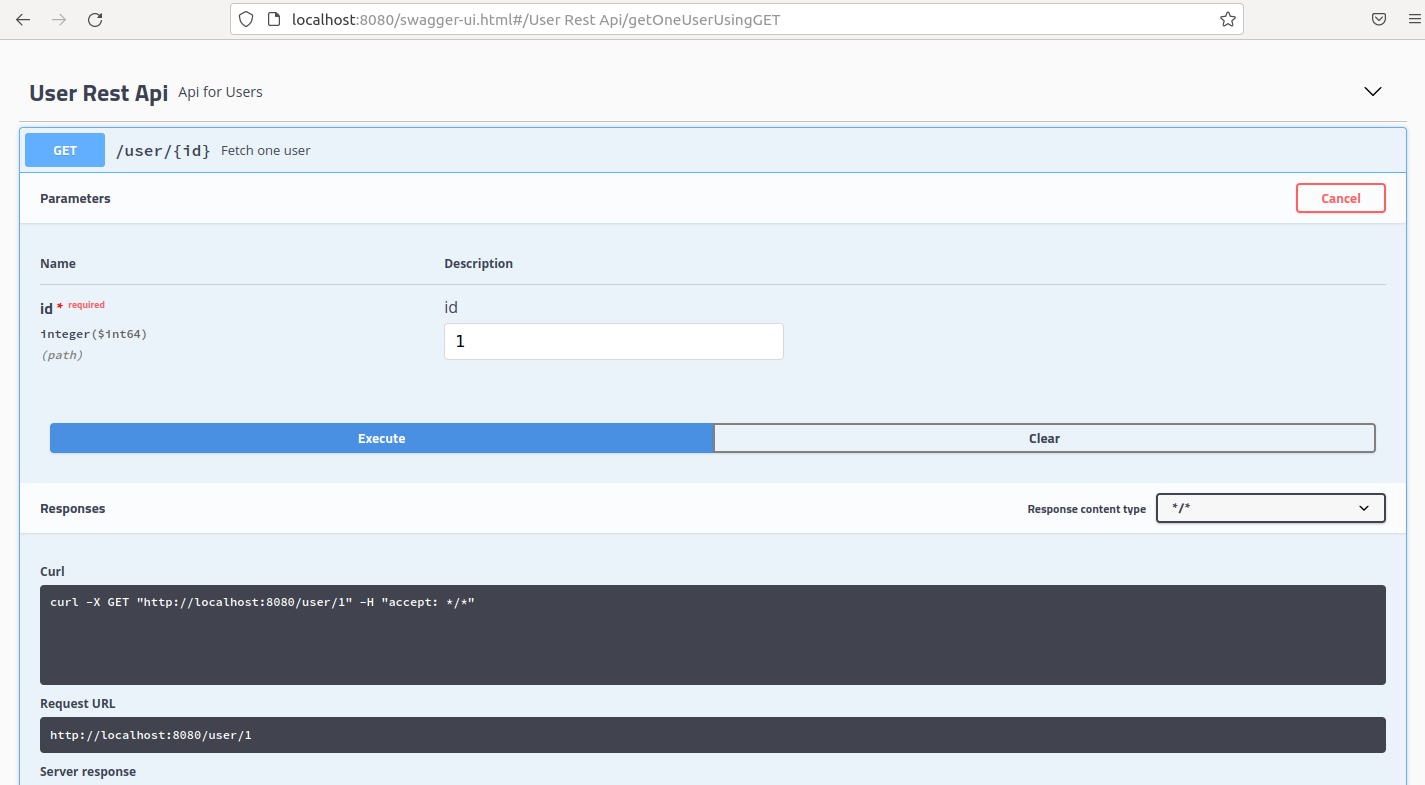 localhost:8080/swagger-ui.html#/User Rest Api/getOneUserUsingGET
User Rest Api Api for Users
GET /user/{id} Fetch one user
Parameters Cancel
Name Description
id * required id
integer($int64) 1
(path)
Execute Clear
Responses Response content type */*
Curl
curl -X GET "http://localhost:8080/user/1" -H "accept: */*"
Request URL
http://localhost:8080/user/1
Server response